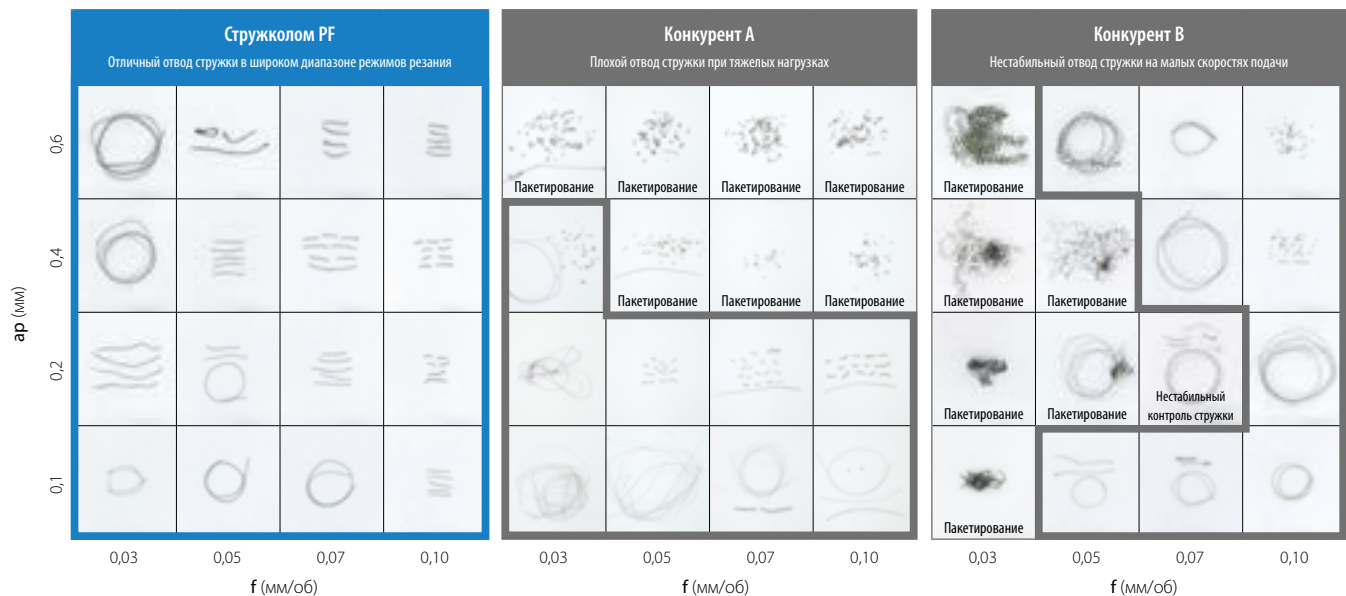 Стружколом PF
Отличный отвод стружки в широком диапазоне режимов резания
Конкурент A
Плохой отвод стружки при тяжелых нагрузках
Конкурент B
Нестабильный отвод стружки на малых скоростях подачи
ap (мм)
0,6
Пакетирование Пакетирование Пакетирование Пакетирование
Пакетирование
0,4
Пакетирование Пакетирование Пакетирование
Пакетирование Пакетирование
0,2
Пакетирование Пакетирование
Нестабильный
контроль стружки
0,1
Пакетирование
0,03 0,05 0,07 0,10
f (мм/об)
0,03 0,05 0,07 0,10
f (мм/об)
0,03 0,05 0,07 0,10
f (мм/об)